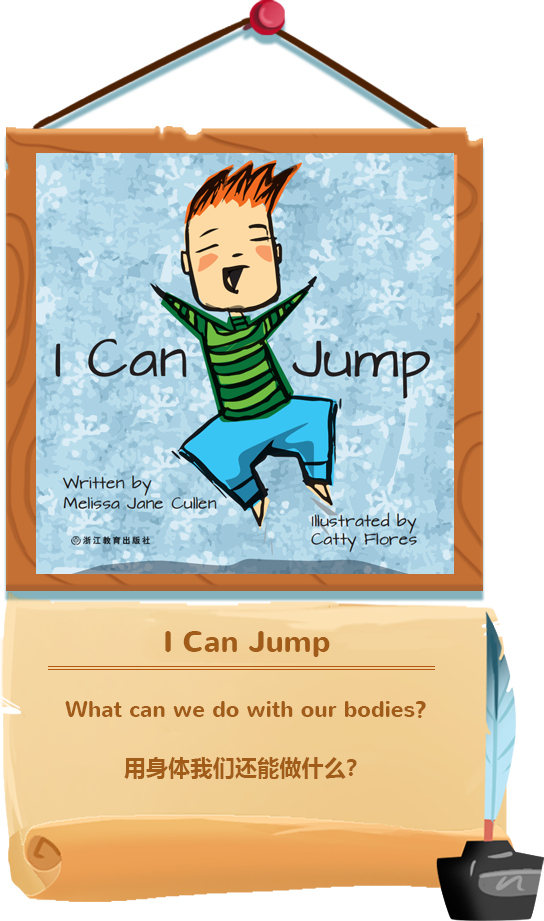 I Can Jump
Written by
Melissa Jane Cullen
Illustrated by
Catty Flores
浙江教育出版社
I Can Jump
What can we do with our bodies?
用身体我们还能做什么?